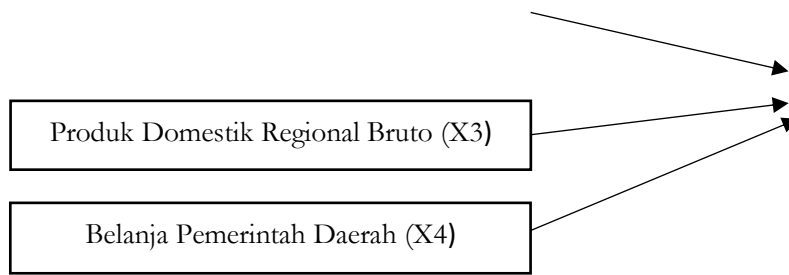 Produk Domestik Regional Bruto (X3)
Belanja Pemerintah Daerah (X4)